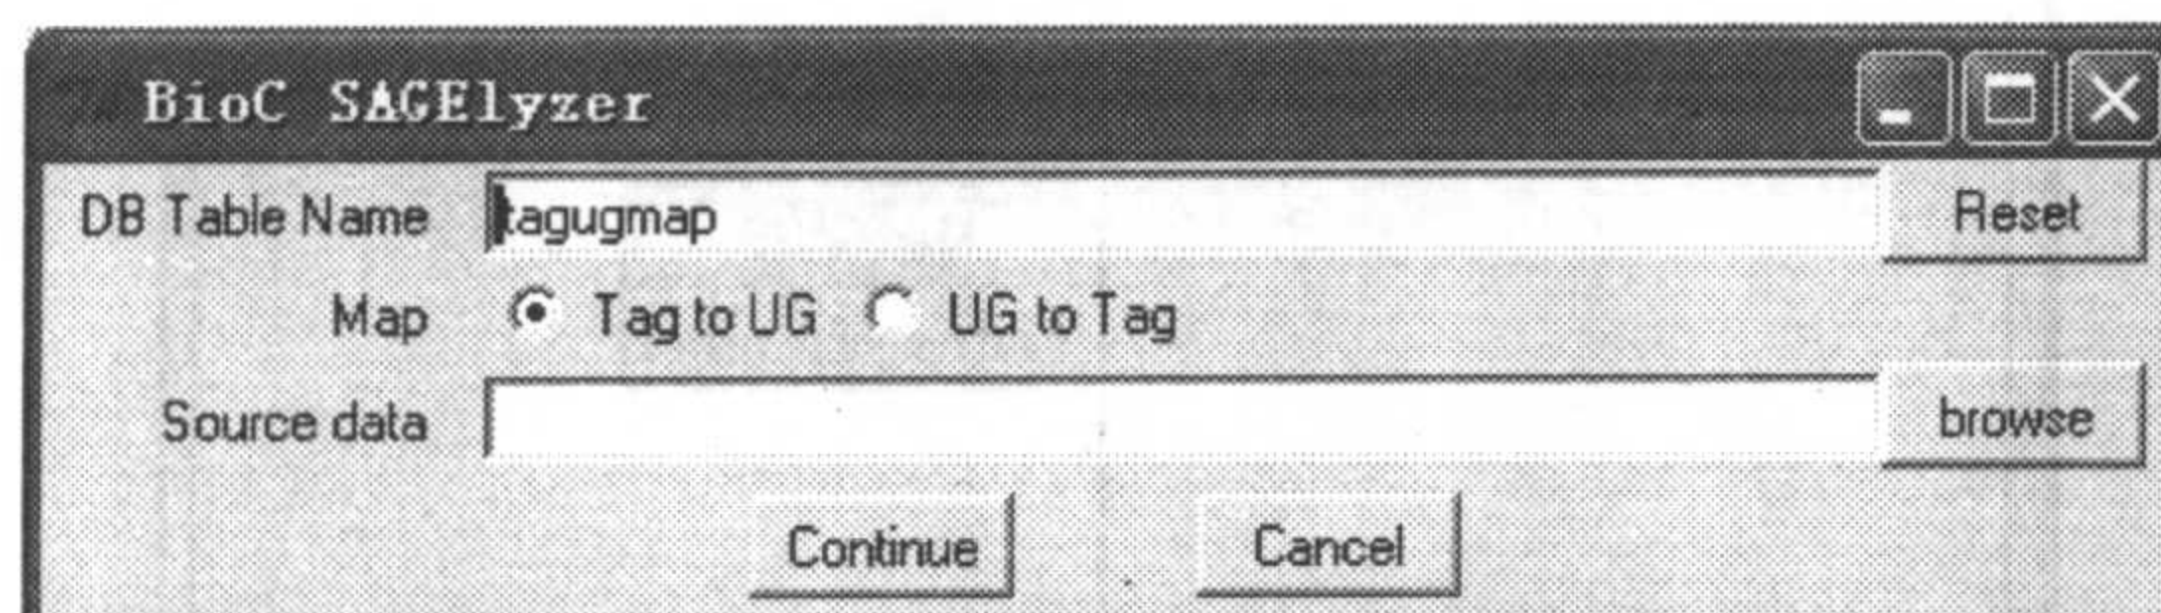 BioC SAGElyzer
DB Table Name tagugmap Reset
Map Tag to UG UG to Tag
Source data browse
Continue Cancel